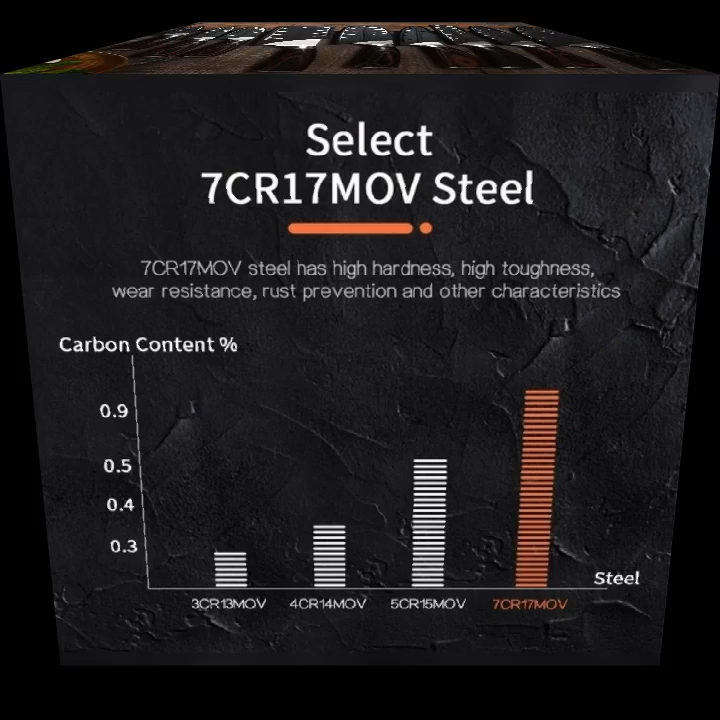 Select
7CR17MOV Steel
7CR17MOV steel has high hardness, high toughness,
wear resistance, rust prevention and other characteristics
Carbon Content %
0.9
0.5
0.4
0.3
Steel
3CR13MOV 4CR14MOV 5CR15MOV 7CR17MOV